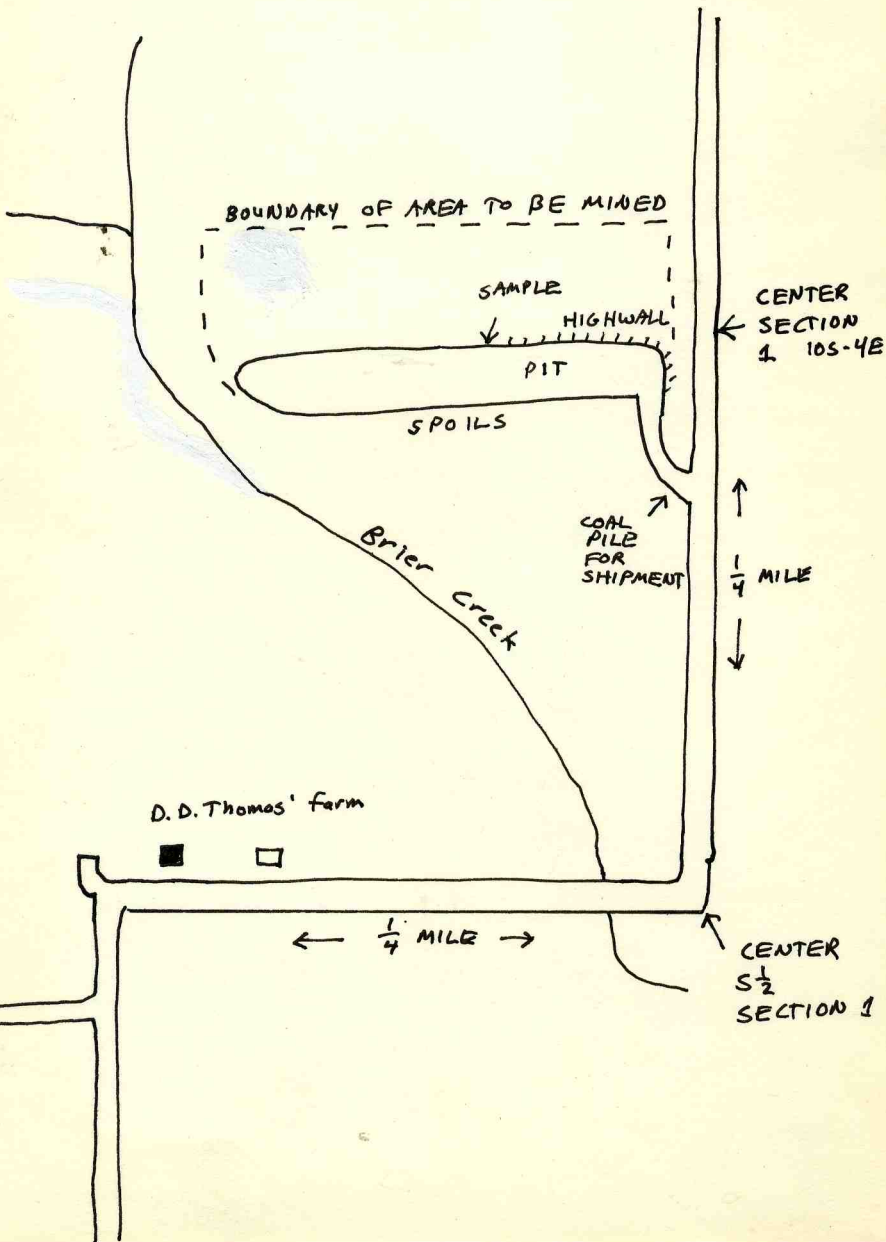 BOUNDARY OF AREA TO BE MINED
SAMPLE
HIGHWALL
PIT
SPOILS
CENTER
SECTION
1 10S-4E
COAL
PILE
FOR
SHIPMENT
1/4 MILE
Brier Creek
D.D. Thomas' farm
1/4 MILE
CENTER
S 1/2
SECTION 1